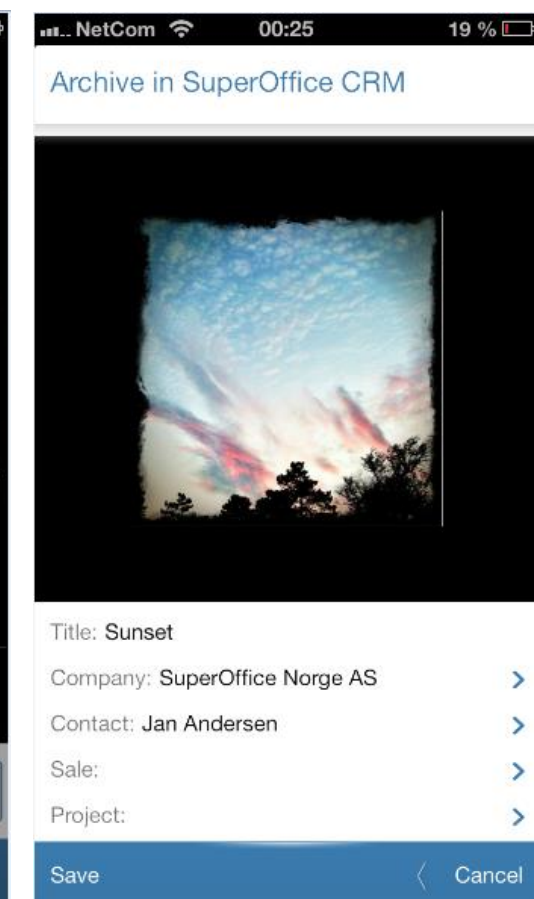 NetCom 00:25 19 %
Archive in SuperOffice CRM
Title: Sunset
Company: SuperOffice Norge AS
Contact: Jan Andersen
Sale:
Project:
Save Cancel